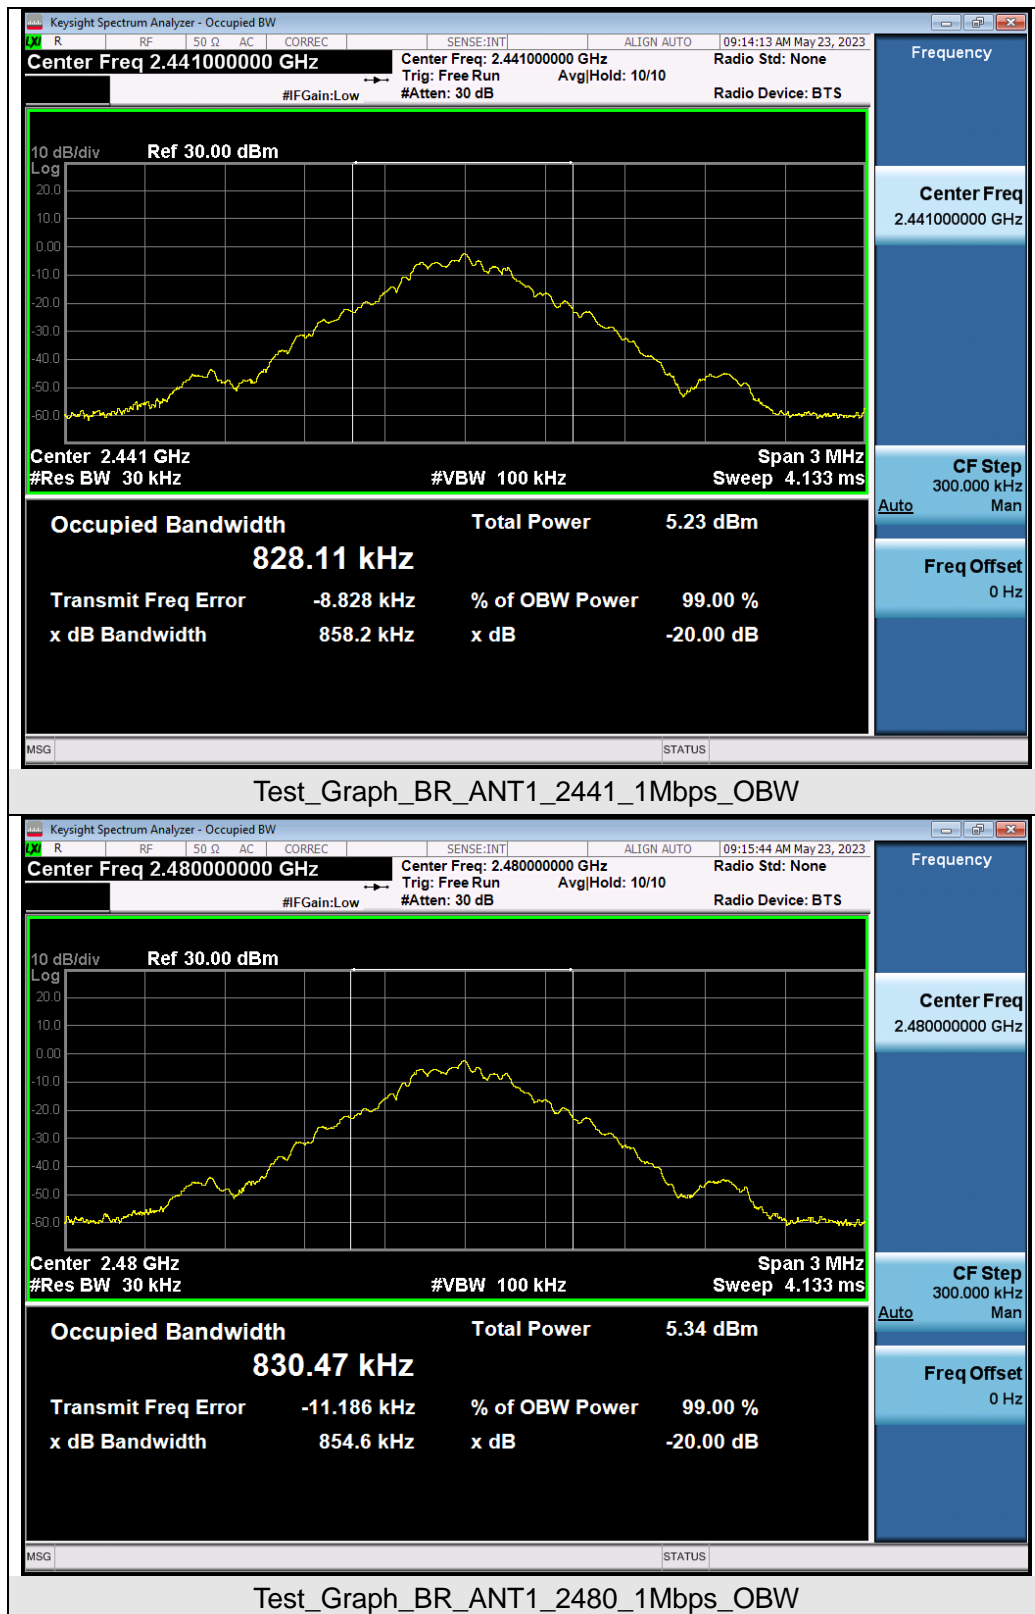 Keysight Spectrum Analyzer - Occupied BW
LXI R RF 50 Ω AC CORREC SENSE:INT ALIGN AUTO 09:14:13 AM May 23, 2023
Center Freq 2.441000000 GHz
Center Freq: 2.441000000 GHz Radio Std: None
Trig: Free Run Avg|Hold: 10/10
#IFGain:Low #Atten: 30 dB Radio Device: BTS
Frequency
10 dB/div Ref 30.00 dBm
Log
20.0
10.0
0.00
-10.0
-20.0
-30.0
-40.0
-50.0
-60.0
Center 2.441 GHz Span 3 MHz
#Res BW 30 kHz #VBW 100 kHz Sweep 4.133 ms
Center Freq
2.441000000 GHz
CF Step
300.000 kHz
Auto Man
Freq Offset
0 Hz
Occupied Bandwidth Total Power 5.23 dBm
828.11 kHz
Transmit Freq Error -8.828 kHz % of OBW Power 99.00 %
x dB Bandwidth 858.2 kHz x dB -20.00 dB
MSG STATUS
Test_Graph_BR_ANT1_2441_1Mbps_OBW
Keysight Spectrum Analyzer - Occupied BW
LXI R RF 50 Ω AC CORREC SENSE:INT ALIGN AUTO 09:15:44 AM May 23, 2023
Center Freq 2.480000000 GHz
Center Freq: 2.480000000 GHz Radio Std: None
Trig: Free Run Avg|Hold: 10/10
#IFGain:Low #Atten: 30 dB Radio Device: BTS
Frequency
10 dB/div Ref 30.00 dBm
Log
20.0
10.0
0.00
-10.0
-20.0
-30.0
-40.0
-50.0
-60.0
Center 2.48 GHz Span 3 MHz
#Res BW 30 kHz #VBW 100 kHz Sweep 4.133 ms
Center Freq
2.480000000 GHz
CF Step
300.000 kHz
Auto Man
Freq Offset
0 Hz
Occupied Bandwidth Total Power 5.34 dBm
830.47 kHz
Transmit Freq Error -11.186 kHz % of OBW Power 99.00 %
x dB Bandwidth 854.6 kHz x dB -20.00 dB
MSG STATUS
Test_Graph_BR_ANT1_2480_1Mbps_OBW